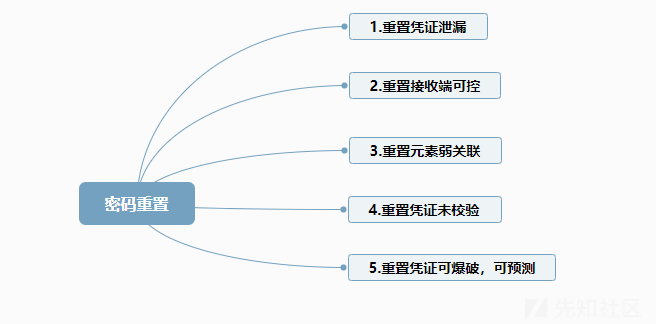 1.重置凭证泄漏
2.重置接收端可控
3.重置元素弱关联
密码重置
4.重置凭证未校验
5.重置凭证可爆破，可预测
先知社区